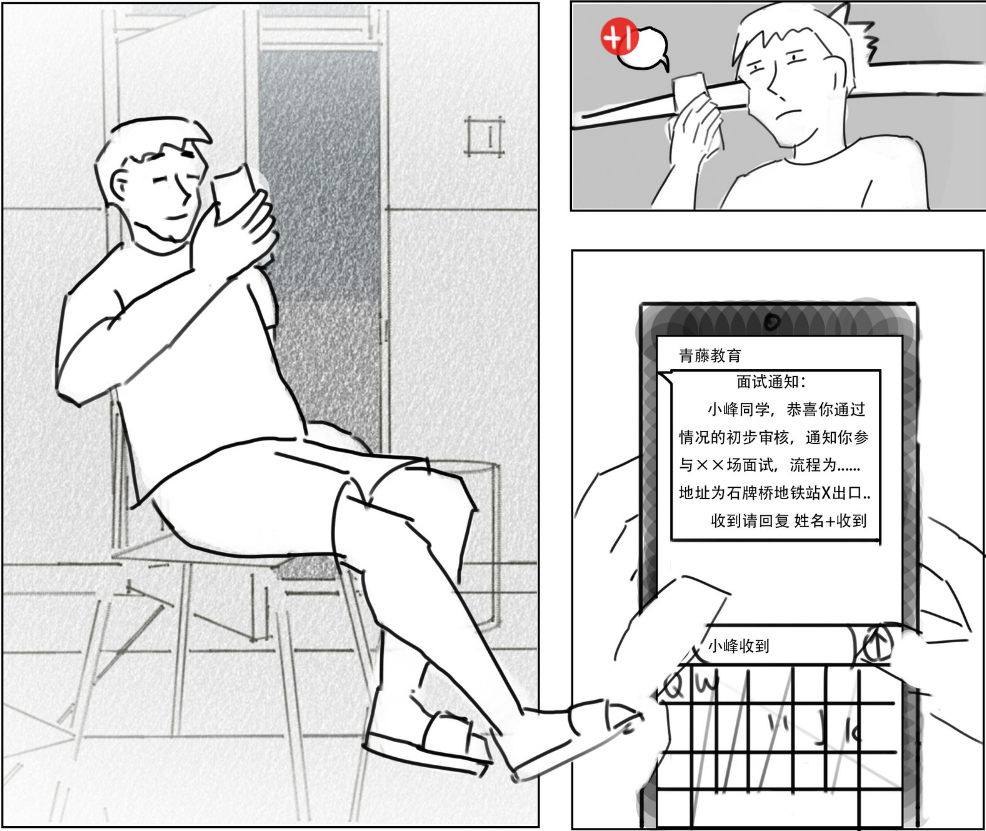 +1
青藤教育
面试通知：
小峰同学，恭喜你通过
情况的初步审核，通知你参
与××场面试，流程为......
地址为石牌桥地铁站X出口..
收到请回复 姓名+收到
小峰收到
Q W
J K